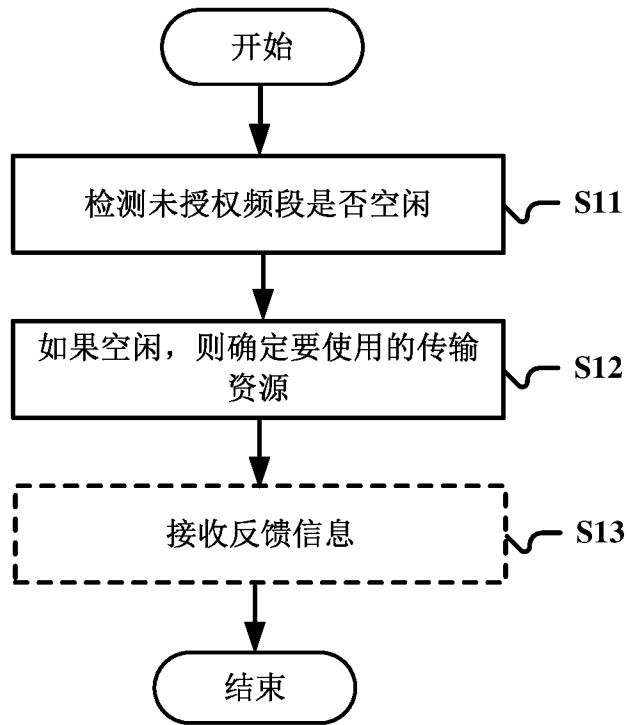 开始
检测未授权频段是否空闲
S11
如果空闲，则确定要使用的传输
资源
S12
接收反馈信息
S13
结束